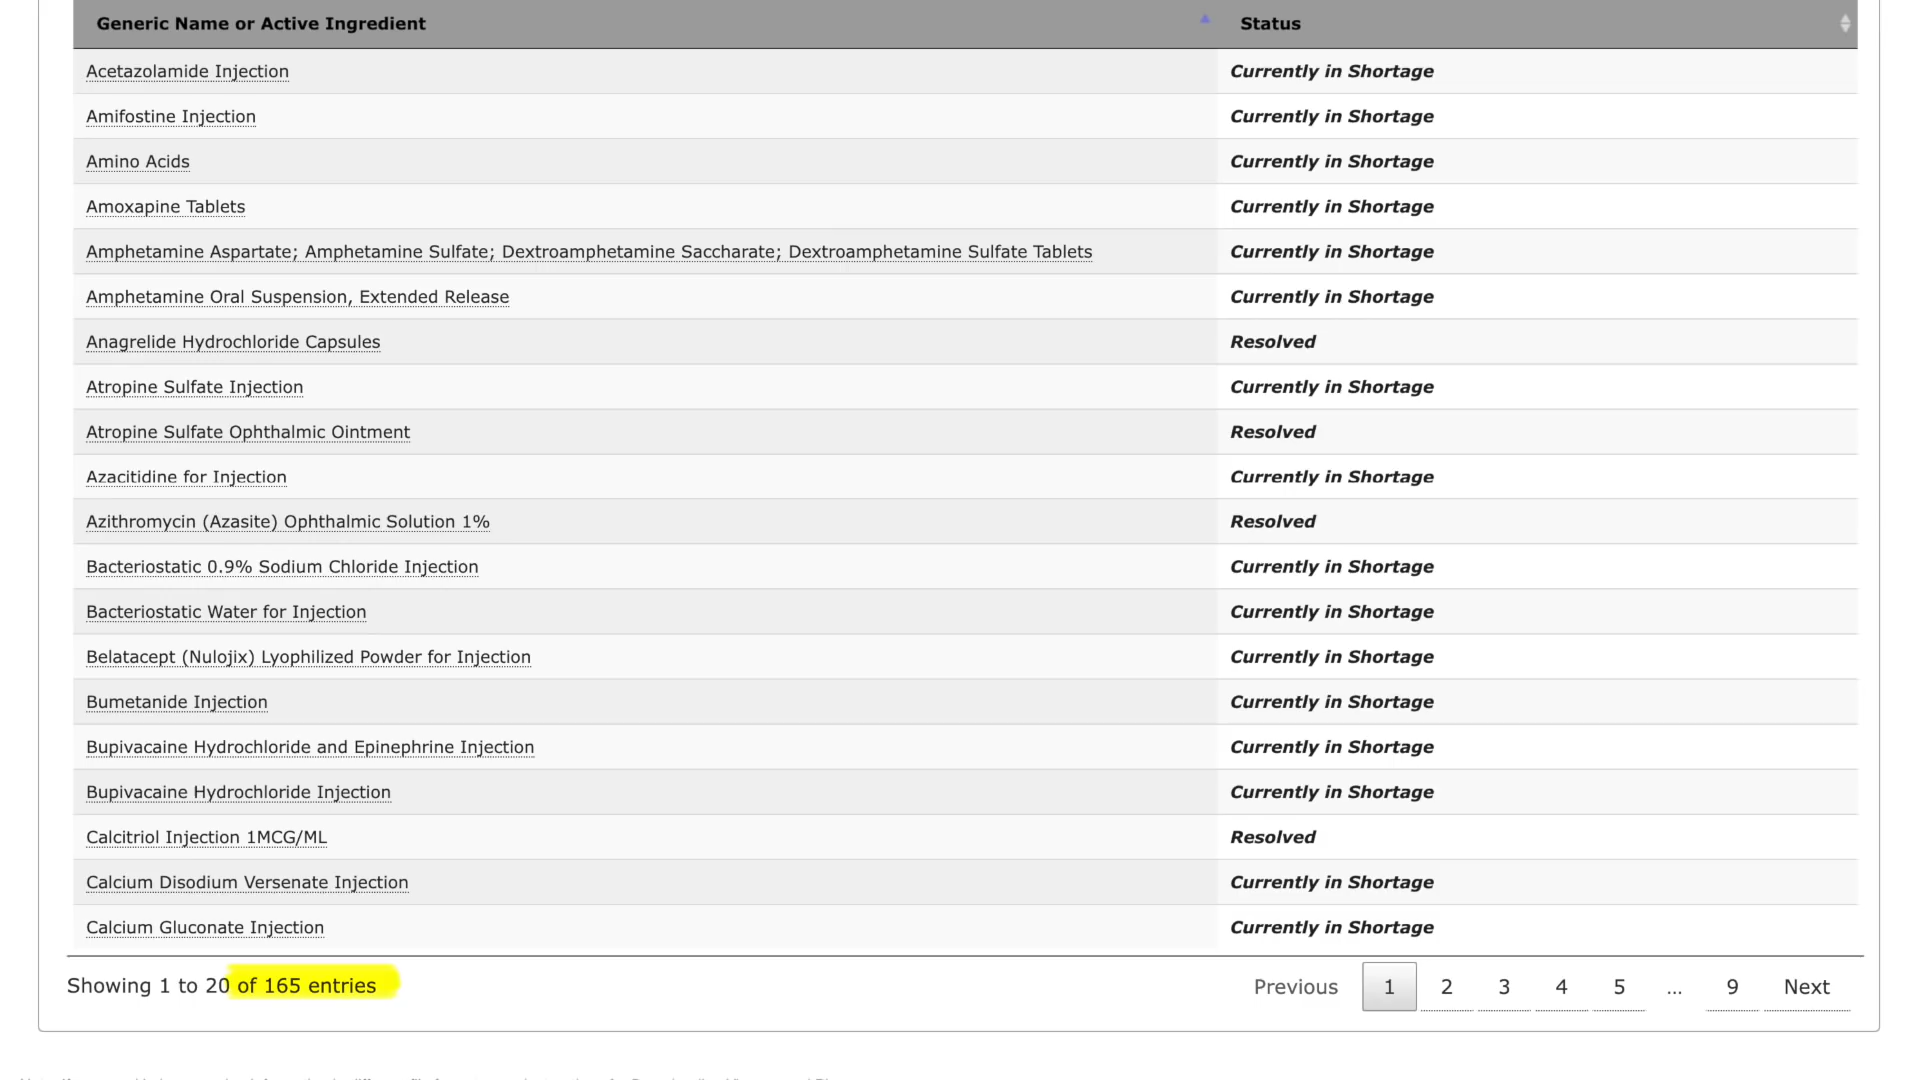 Generic Name or Active Ingredient Status
Acetazolamide Injection Currently in Shortage
Amifostine Injection Currently in Shortage
Amino Acids Currently in Shortage
Amoxapine Tablets Currently in Shortage
Amphetamine Aspartate; Amphetamine Sulfate; Dextroamphetamine Saccharate; Dextroamphetamine Sulfate Tablets Currently in Shortage
Amphetamine Oral Suspension, Extended Release Currently in Shortage
Anagrelide Hydrochloride Capsules Resolved
Atropine Sulfate Injection Currently in Shortage
Atropine Sulfate Ophthalmic Ointment Resolved
Azacitidine for Injection Currently in Shortage
Azithromycin (Azasite) Ophthalmic Solution 1% Resolved
Bacteriostatic 0.9% Sodium Chloride Injection Currently in Shortage
Bacteriostatic Water for Injection Currently in Shortage
Belatacept (Nulojix) Lyophilized Powder for Injection Currently in Shortage
Bumetanide Injection Currently in Shortage
Bupivacaine Hydrochloride and Epinephrine Injection Currently in Shortage
Bupivacaine Hydrochloride Injection Currently in Shortage
Calcitriol Injection 1MCG/ML Resolved
Calcium Disodium Versenate Injection Currently in Shortage
Calcium Gluconate Injection Currently in Shortage
Showing 1 to 20 of 165 entries Previous 1 2 3 4 5 ... 9 Next